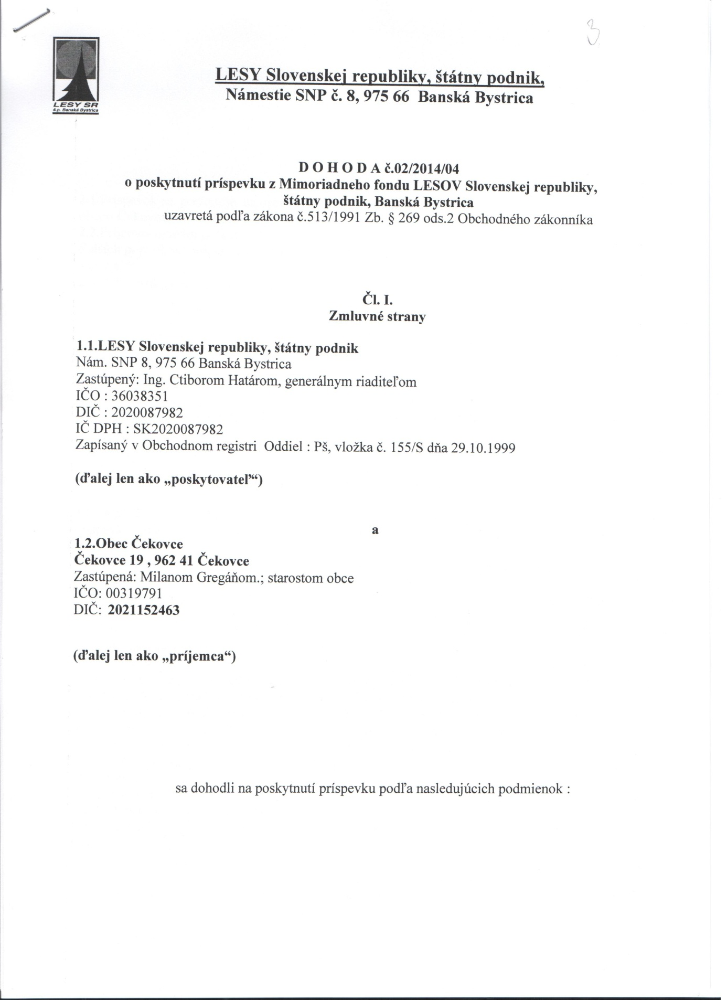 3
LESY SR
š.p. Banská Bystrica
LESY Slovenskej republiky, štátny podnik,
Námestie SNP č. 8, 975 66 Banská Bystrica
D O H O D A č.02/2014/04
o poskytnutí príspevku z Mimoriadneho fondu LESOV Slovenskej republiky,
štátny podnik, Banská Bystrica
uzavretá podľa zákona č.513/1991 Zb. § 269 ods.2 Obchodného zákonníka
Čl. I.
Zmluvné strany
1.1.LESY Slovenskej republiky, štátny podnik
Nám. SNP 8, 975 66 Banská Bystrica
Zastúpený: Ing. Ctiborom Határom, generálnym riaditeľom
IČO : 36038351
DIČ : 2020087982
IČ DPH : SK2020087982
Zapísaný v Obchodnom registri Oddiel : Pš, vložka č. 155/S dňa 29.10.1999
(ďalej len ako „poskytovateľ“)
a
1.2.Obec Čekovce
Čekovce 19 , 962 41 Čekovce
Zastúpená: Milanom Gregáňom.; starostom obce
IČO: 00319791
DIČ: 2021152463
(ďalej len ako „príjemca“)
sa dohodli na poskytnutí príspevku podľa nasledujúcich podmienok :